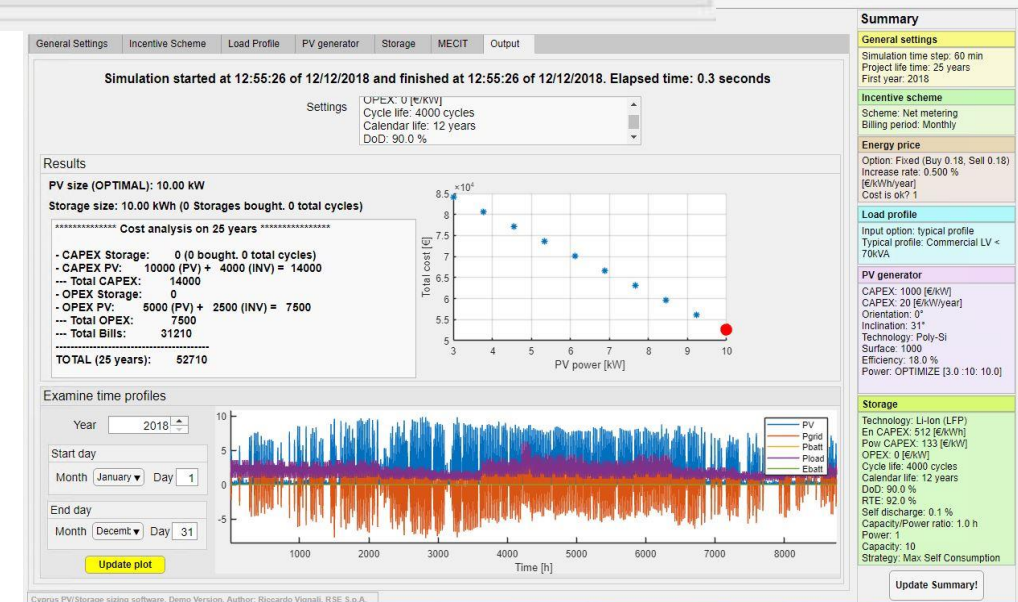 General Settings Incentive Scheme Load Profile PV generator Storage MECIT Output
Simulation started at 12:55:26 of 12/12/2018 and finished at 12:55:26 of 12/12/2018. Elapsed time: 0.3 seconds
Settings
OPEX: 0 [€/kW]
Cycle life: 4000 cycles
Calendar life: 12 years
DoD: 90.0 %
Results
PV size (OPTIMAL): 10.00 kW
Storage size: 10.00 kWh (0 Storages bought. 0 total cycles)
************** Cost analysis on 25 years ****************
- CAPEX Storage: 0 (0 bought. 0 total cycles)
- CAPEX PV: 10000 (PV) + 4000 (INV) = 14000
--- Total CAPEX: 14000
- OPEX Storage: 0
- OPEX PV: 5000 (PV) + 2500 (INV) = 7500
--- Total OPEX: 7500
--- Total Bills: 31210
----------------------------------------
TOTAL (25 years): 52710
×10⁴
8.5
8
7.5
7
6.5
6
5.5
5
Total cost [€]
3 4 5 6 7 8 9 10
PV power [kW]
Examine time profiles
Year 2018
Start day
Month January Day 1
End day
Month Decemb Day 31
Update plot
10
5
0
-5
PV
Pgrid
Pbatt
Pload
Ebatt
1000 2000 3000 4000 5000 6000 7000 8000
Time [h]
Cyprus PV/Storage sizing software. Demo Version. Author: Riccardo Vignali, RSE S.p.A.
Summary
General settings
Simulation time step: 60 min
Project life time: 25 years
First year: 2018
Incentive scheme
Scheme: Net metering
Billing period: Monthly
Energy price
Option: Fixed (Buy 0.18, Sell 0.18)
Increase rate: 0.500 %
[€/kWh/year]
Cost is ok? 1
Load profile
Input option: typical profile
Typical profile: Commercial LV <
70kVA
PV generator
CAPEX: 1000 [€/kW]
CAPEX: 20 [€/kW/year]
Orientation: 0°
Inclination: 31°
Technology: Poly-Si
Surface: 1000
Efficiency: 18.0 %
Power: OPTIMIZE [3.0 :10: 10.0]
Storage
Technology: Li-Ion (LFP)
En CAPEX: 512 [€/kWh]
Pow CAPEX: 133 [€/kW]
OPEX: 0 [€/kW]
Cycle life: 4000 cycles
Calendar life: 12 years
DoD: 90.0 %
RTE: 92.0 %
Self discharge: 0.1 %
Capacity/Power ratio: 1.0 h
Power: 1
Capacity: 10
Strategy: Max Self Consumption
Update Summary!